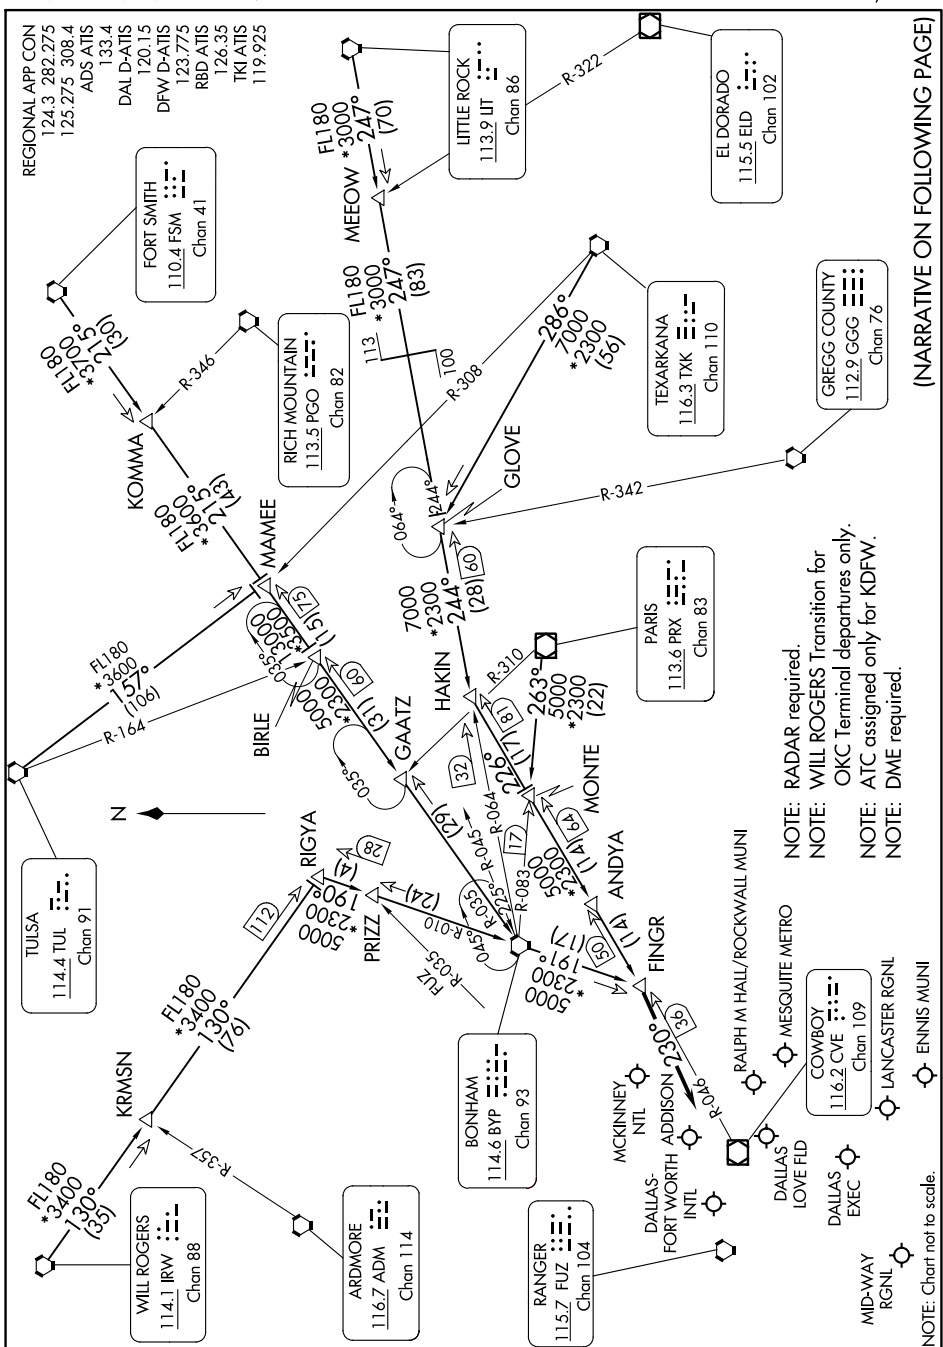 REGIONAL APP CON
124.3 282.275
125.275 308.4
ADS ATIS
133.4
DAL D-ATIS
120.15
DFW D-ATIS
123.775
RBD ATIS
126.35
TKI ATIS
119.925
FORT SMITH
110.4 FSM
Chan 41
LITTLE ROCK
113.9 LIT
Chan 86
R-322
EL DORADO
115.5 ELD
Chan 102
FL180
*3000
247°
(70)
MEEOW
FL180
*3000
247°
(83)
113
100
FL180
*3700
215°
(30)
R-346
KOMMA
RICH MOUNTAIN
113.5 PGO
Chan 82
FL180
*3600
215°
(43)
MAMEE
R-308
TEXARKANA
116.3 TXK
Chan 110
286°
7000
*2300
(56)
GREGG COUNTY
112.9 GGG
Chan 76
R-342
GLOVE
064°
244°
60
7000
*2300
244°
(28)
HAKIN
TULSA
114.4 TUL
Chan 91
FL180
*3600
157°
(106)
R-164
035°
13000
*3500
(15)
75
BIRLE
5000
*2300
(31)
60
GAATZ
035°
(29)
R-310
PARIS
113.6 PRX
Chan 83
263°
5000
*2300
(22)
81
(17)
226°
MONTE
32
R-064
R-045
225°
17
R-083
R-035
045°
R-010
5000
*2300
(14)
64
ANDYA
(14)
50
FINGR
N
RIGYA
28
(4)
5000
*2300
190°
PRIZZ
(24)
FUZ
R-035
112
FL180
*3400
130°
(76)
KRMSN
FL180
*3400
130°
(35)
WILL ROGERS
114.1 IRW
Chan 88
R-357
ARDMORE
116.7 ADM
Chan 114
BONHAM
114.6 BYP
Chan 93
5000
*2300
191°
(17)
230°
36
R-046
RANGER
115.7 FUZ
Chan 104
COWBOY
116.2 CVE
Chan 109
MCKINNEY
NTL
ADDISON
DALLAS-
FORT WORTH
INTL
DALLAS
LOVE FLD
DALLAS
EXEC
MID-WAY
RGNL
RALPH M HALL/ROCKWALL MUNI
MESQUITE METRO
LANCASTER RGNL
ENNIS MUNI
NOTE: RADAR required.
NOTE: WILL ROGERS Transition for
OKC Terminal departures only.
NOTE: ATC assigned only for KDFW.
NOTE: DME required.
NOTE: Chart not to scale.
(NARRATIVE ON FOLLOWING PAGE)